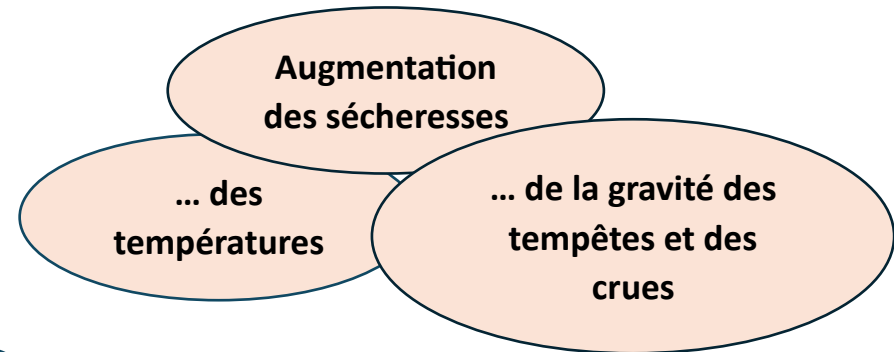 Augmentation
des sécheresses
... des
températures
... de la gravité des
tempêtes et des
crues